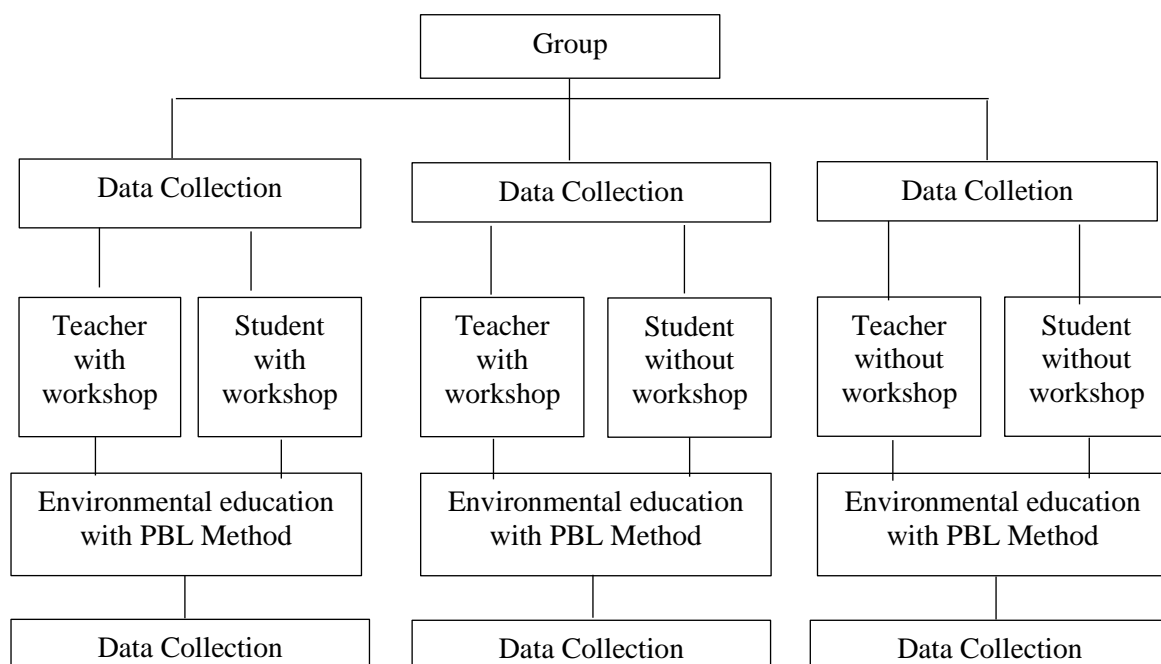 Group
Data Collection
Data Collection
Data Colletion
Teacher
with
workshop
Student
with
workshop
Teacher
with
workshop
Student
without
workshop
Teacher
without
workshop
Student
without
workshop
Environmental education
with PBL Method
Environmental education
with PBL Method
Environmental education
with PBL Method
Data Collection
Data Collection
Data Collection